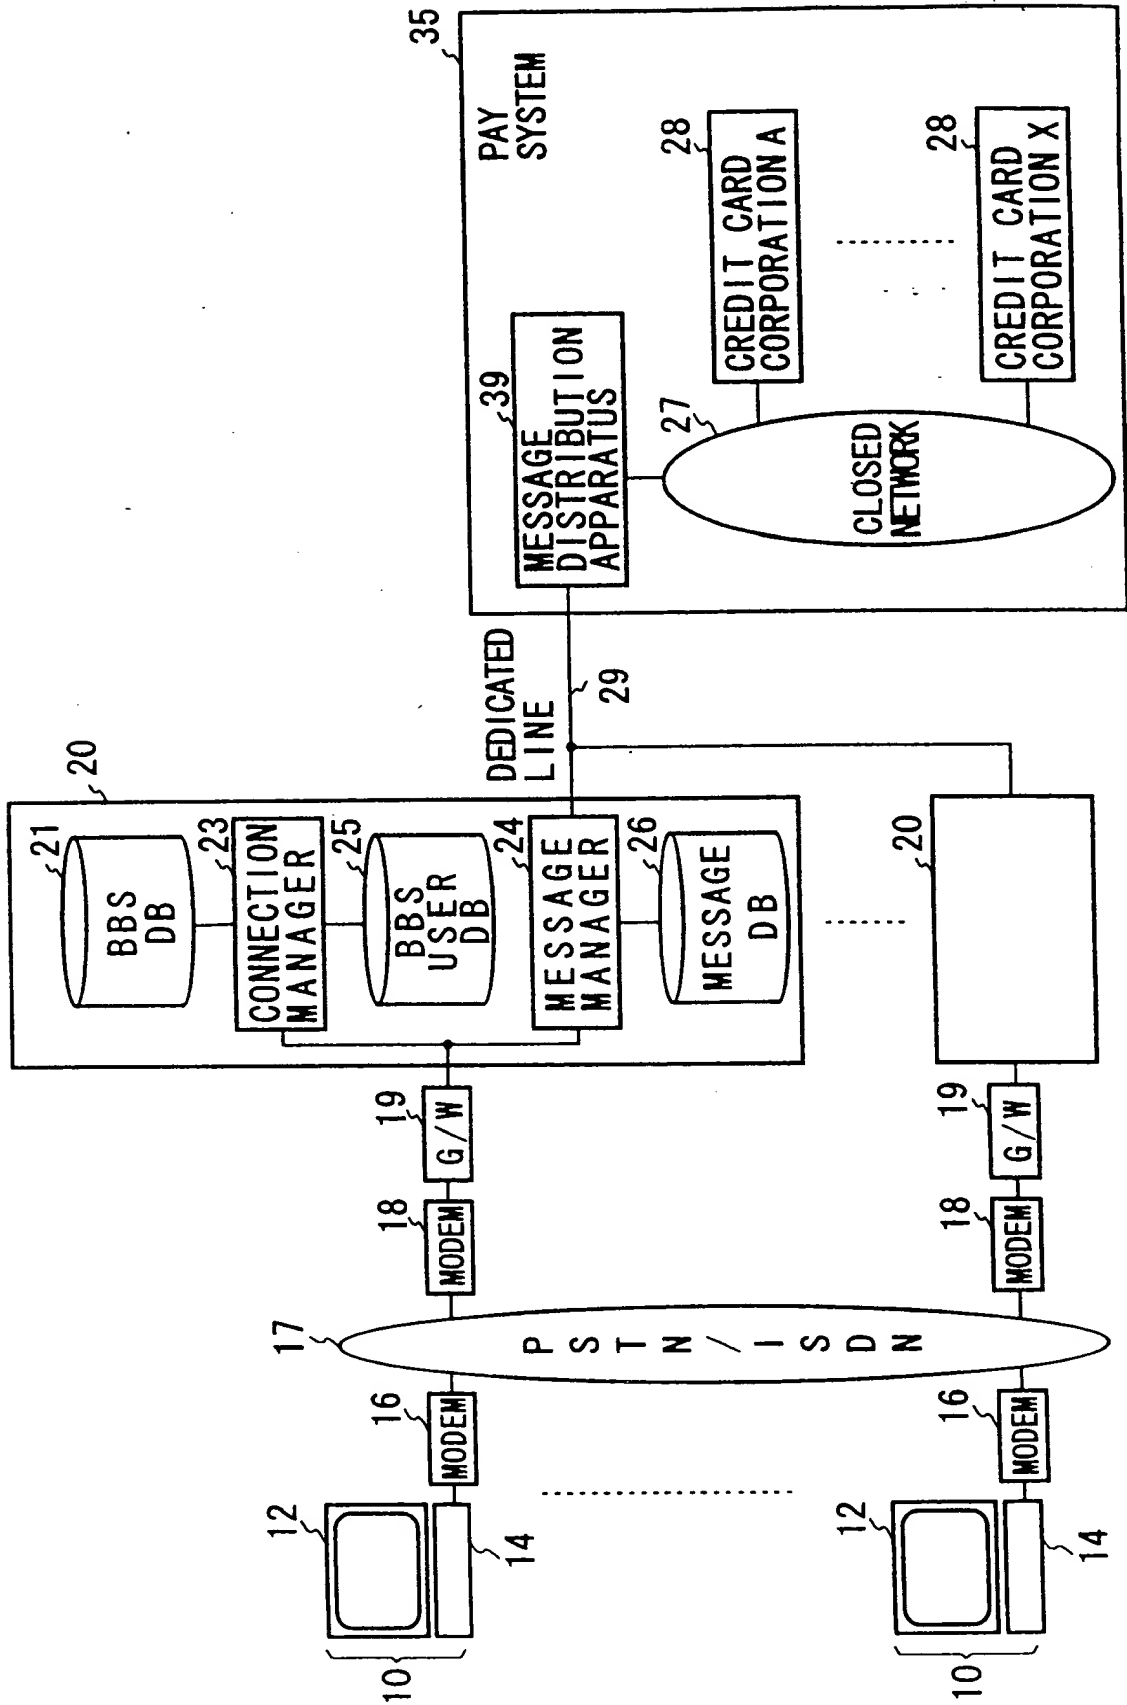 35
PAY
SYSTEM
39
MESSAGE
DISTRIBUTION
APPARATUS
28
CREDIT CARD
CORPORATION A
28
CREDIT CARD
CORPORATION X
27
CLOSED
NETWORK
DEDICATED
LINE
29
20
21
BBS
DB
23
CONNECTION
MANAGER
25
BBS
USER
DB
24
MESSAGE
MANAGER
26
MESSAGE
DB
20
19
G/W
18
MODEM
19
G/W
18
MODEM
17
PSTN/ISDN
16
MODEM
16
MODEM
12
14
10
12
14
10